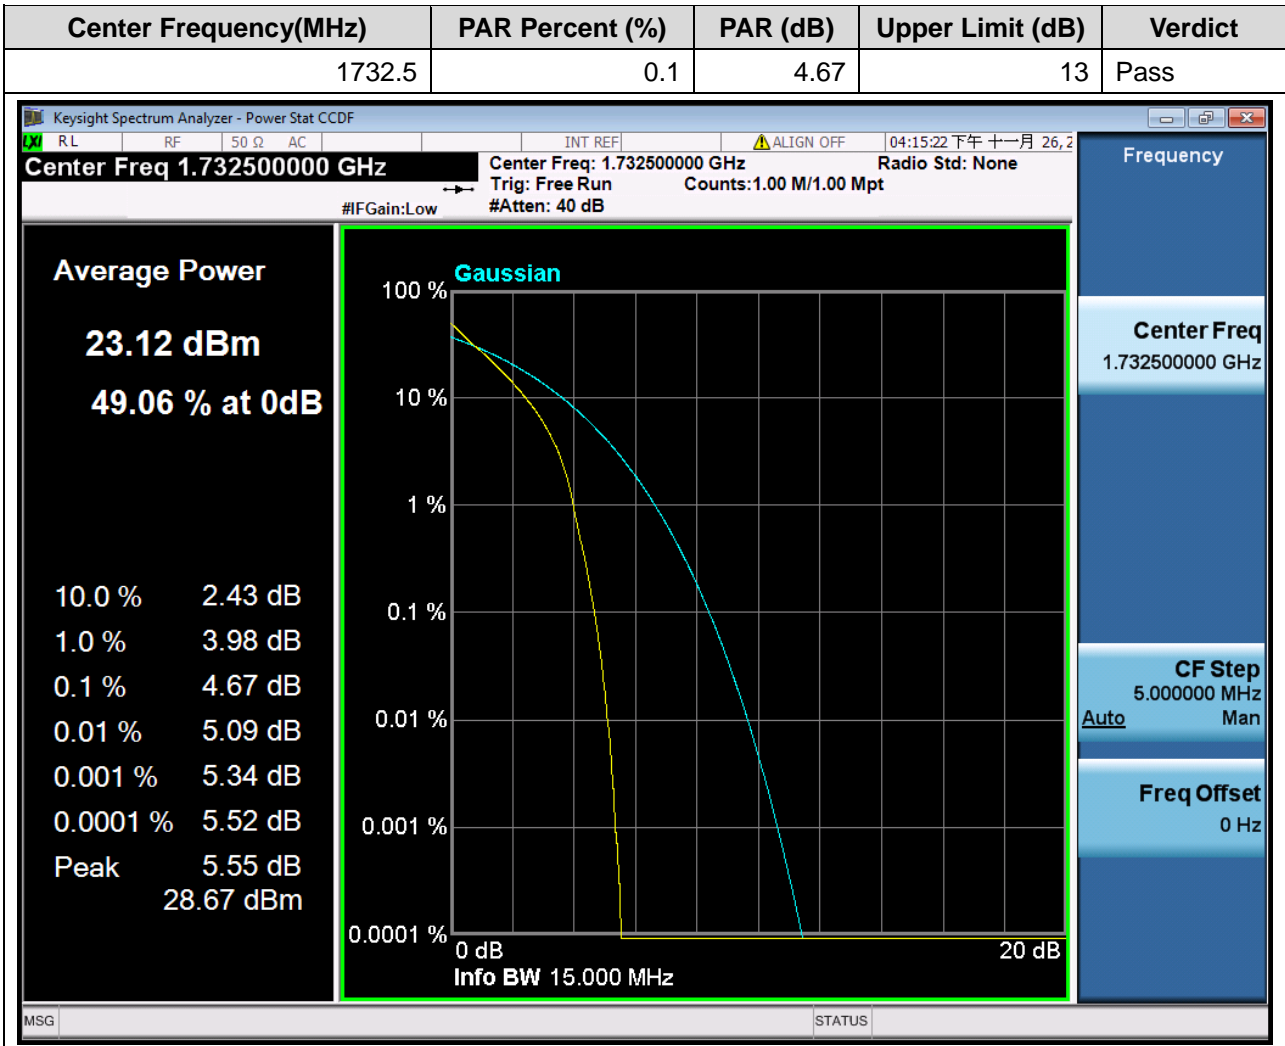 Center Frequency(MHz) PAR Percent (%) PAR (dB) Upper Limit (dB) Verdict
1732.5 0.1 4.67 13 Pass
Keysight Spectrum Analyzer - Power Stat CCDF
LXI RL RF 50 Ω AC INT REF ALIGN OFF 04:15:22 下午 十一月 26, 2
Center Freq 1.732500000 GHz
Center Freq: 1.732500000 GHz Radio Std: None
Trig: Free Run Counts:1.00 M/1.00 Mpt
#IFGain:Low #Atten: 40 dB
Average Power
23.12 dBm
49.06 % at 0dB
10.0 % 2.43 dB
1.0 % 3.98 dB
0.1 % 4.67 dB
0.01 % 5.09 dB
0.001 % 5.34 dB
0.0001 % 5.52 dB
Peak 5.55 dB
28.67 dBm
Gaussian
100 %
10 %
1 %
0.1 %
0.01 %
0.001 %
0.0001 %
0 dB 20 dB
Info BW 15.000 MHz
Frequency
Center Freq
1.732500000 GHz
CF Step
5.000000 MHz
Auto Man
Freq Offset
0 Hz
MSG STATUS